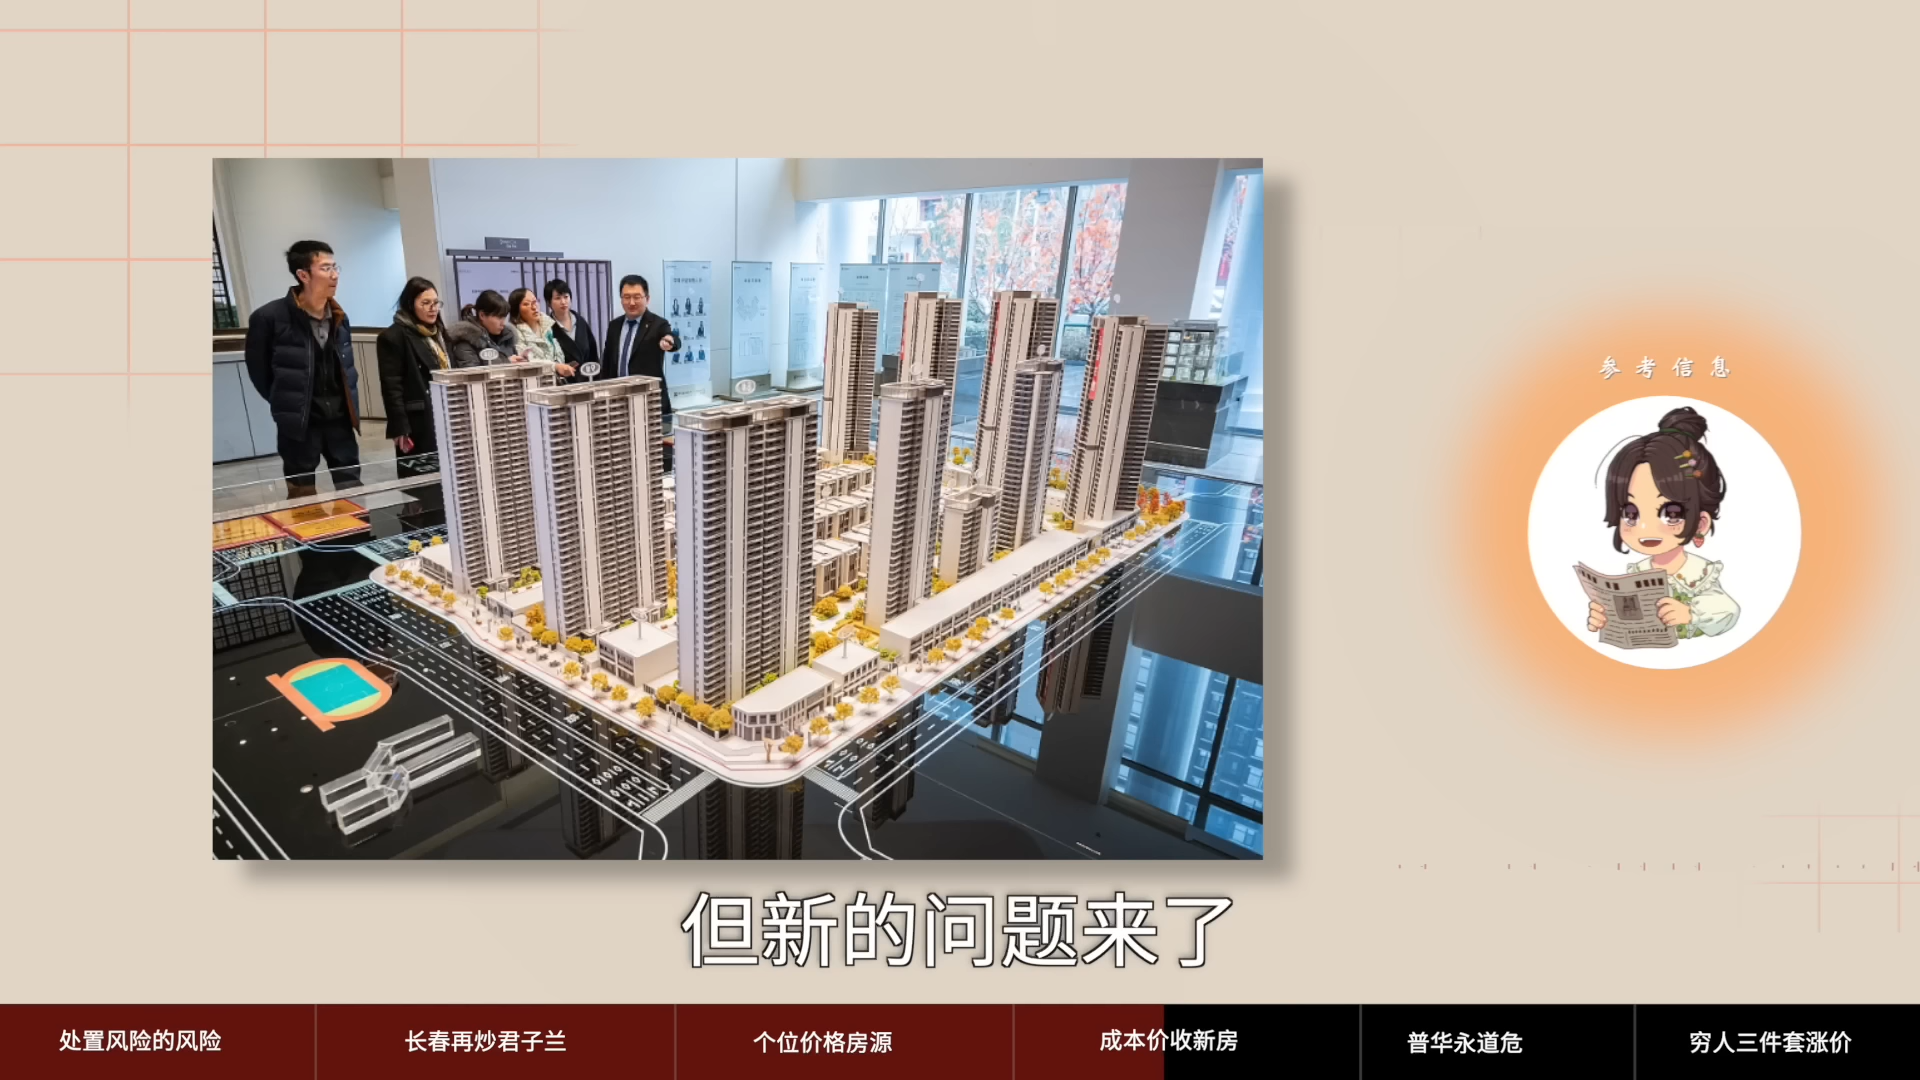 参考信息
但新的问题来了
处置风险的风险
长春再炒君子兰
个位价格房源
成本价收新房
普华永道危
穷人三件套涨价